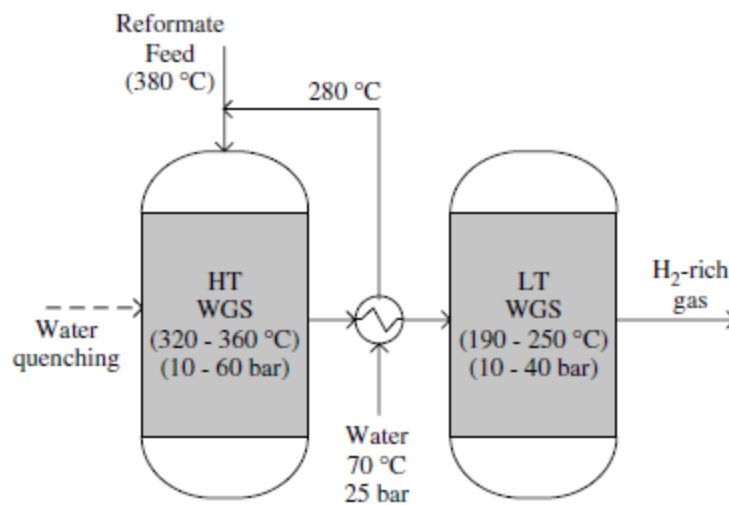 Reformate
Feed
(380 °C)
280 °C
HT
WGS
(320 - 360 °C)
(10 - 60 bar)
Water
quenching
LT
WGS
(190 - 250 °C)
(10 - 40 bar)
H₂-rich
gas
Water
70 °C
25 bar